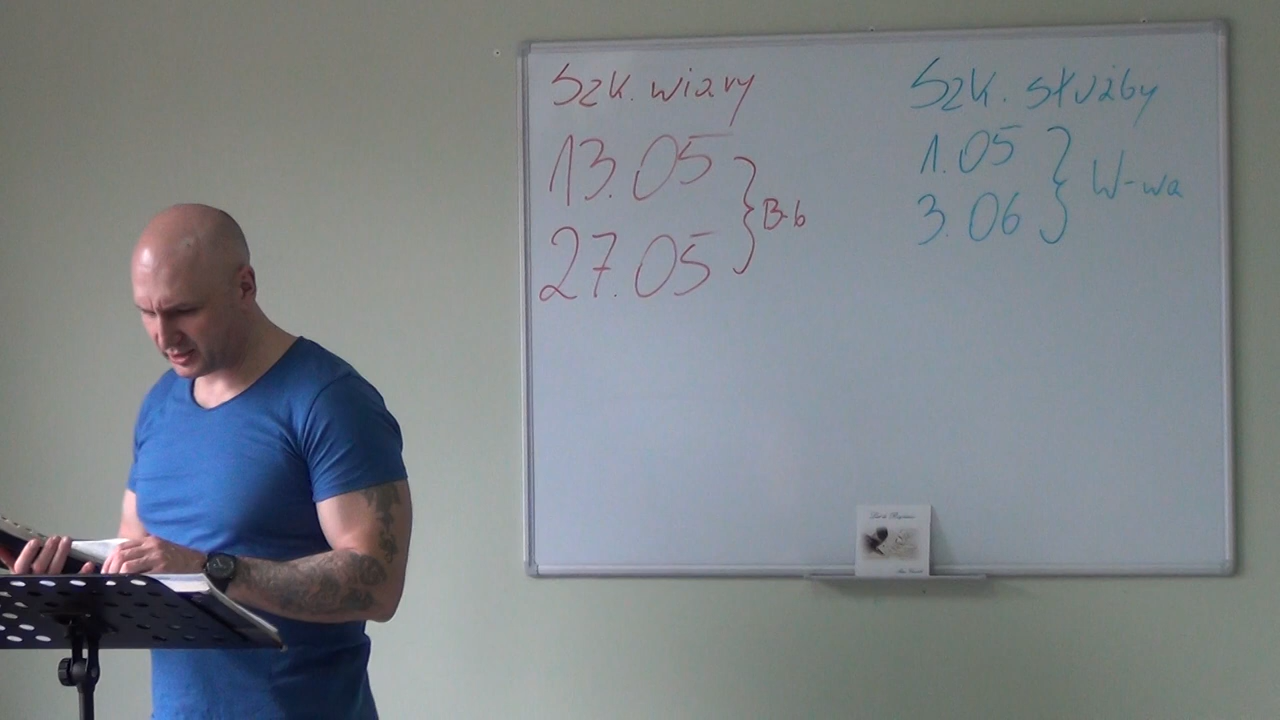 Szk. wiary
13.05
27.05
B-b
Szk. służby
1.05
3.06
W-wa